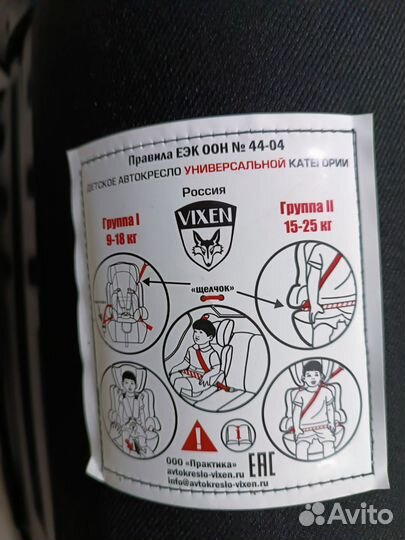 Правила ЕЭК ООН № 44-04
ДЕТСКОЕ АВТОКРЕСЛО УНИВЕРСАЛЬНОЙ КАТЕГОРИИ
Россия
VIXEN
Группа I
9-18 кг
Группа II
15-25 кг
«щелчок»
ООО «Практика»
avtokreslo-vixen.ru
info@avtokreslo-vixen.ru
EAC
Avito